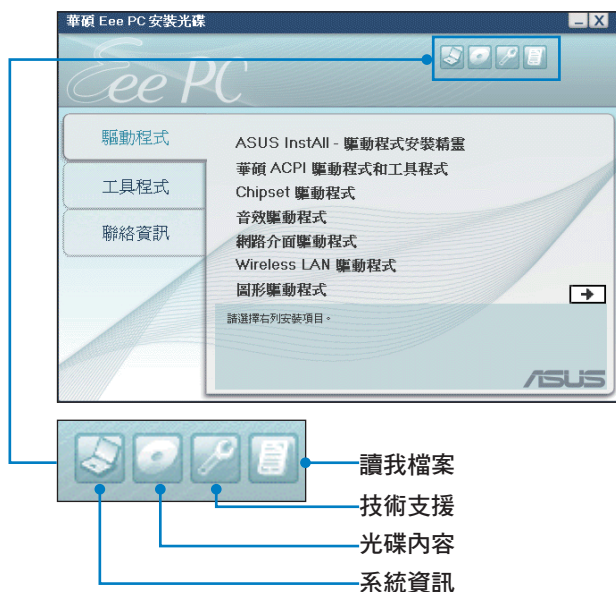 華碩 Eee PC 安裝光碟
Eee PC
驅動程式
工具程式
聯絡資訊
ASUS InstAll - 驅動程式安裝精靈
華碩 ACPI 驅動程式和工具程式
Chipset 驅動程式
音效驅動程式
網路介面驅動程式
Wireless LAN 驅動程式
圖形驅動程式
請選擇右列安裝項目。
ASUS
讀我檔案
技術支援
光碟內容
系統資訊